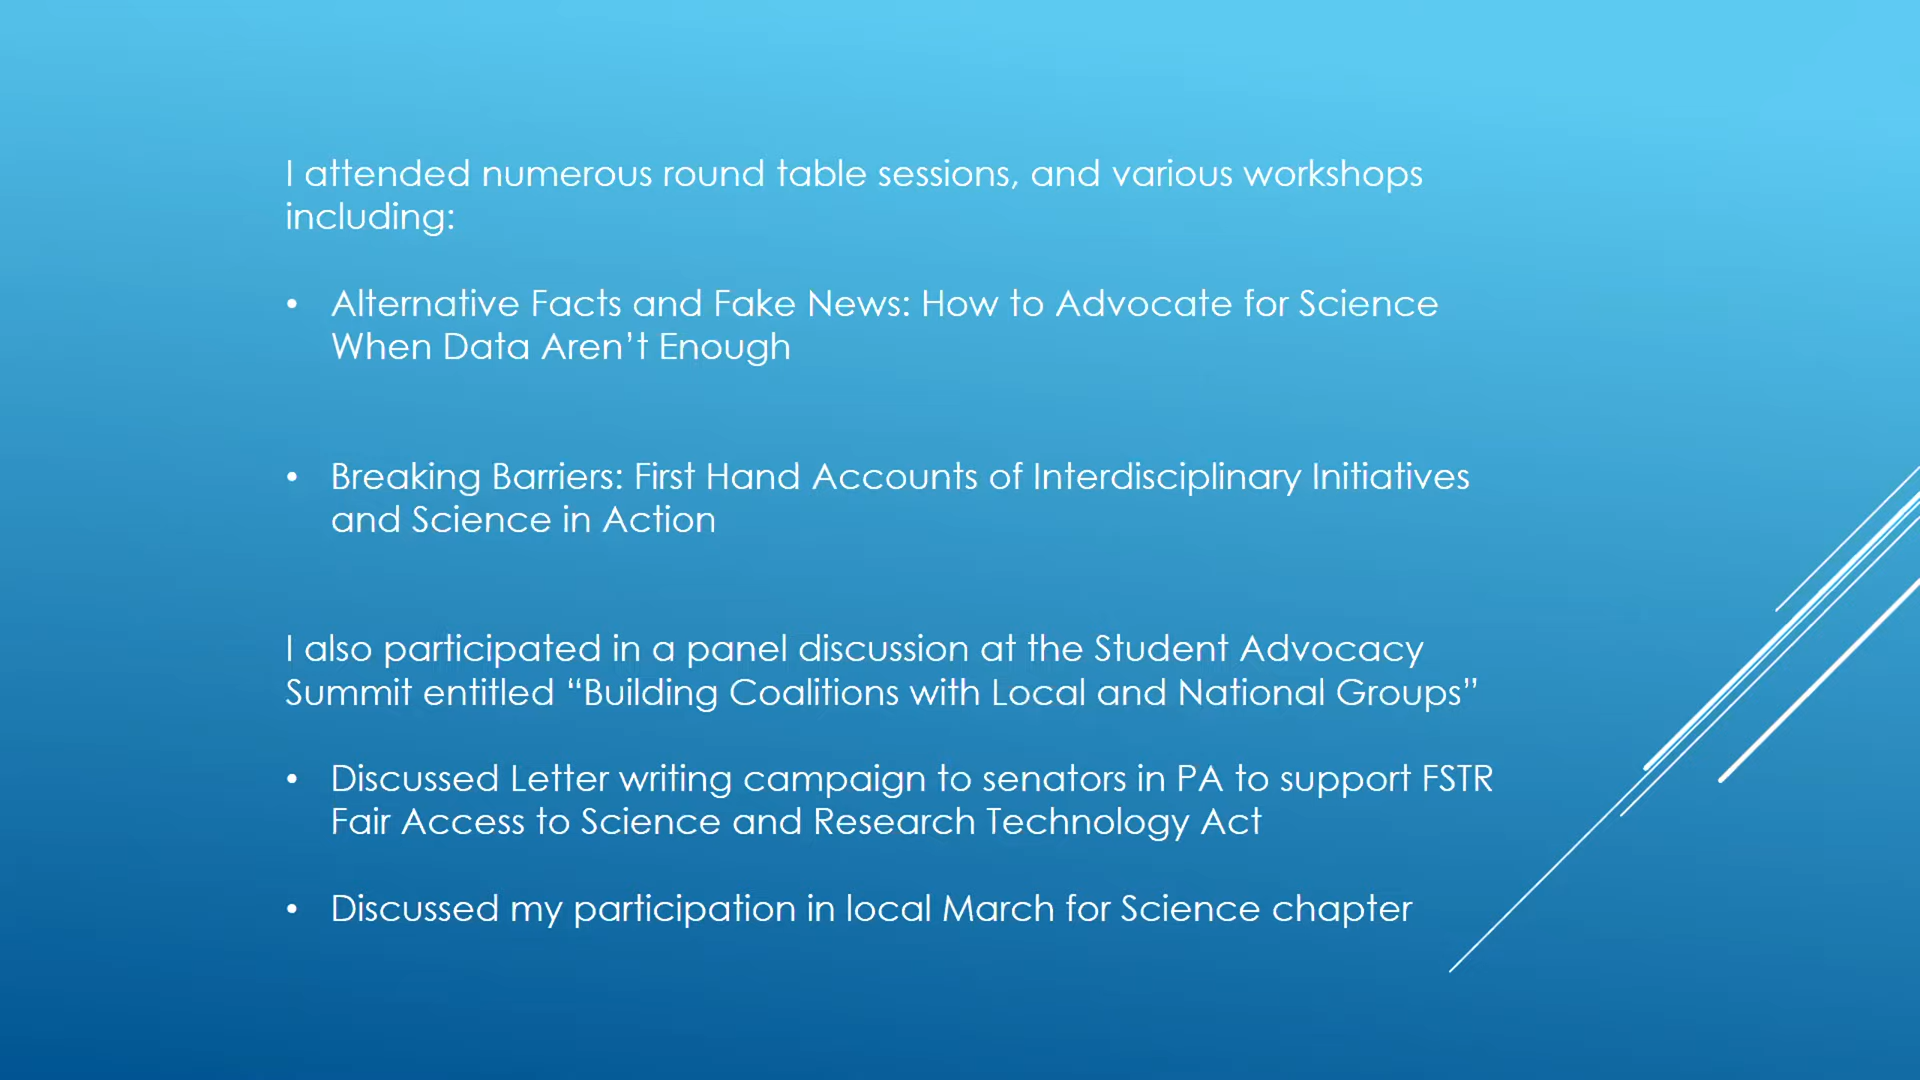 I attended numerous round table sessions, and various workshops
including:
• Alternative Facts and Fake News: How to Advocate for Science
When Data Aren’t Enough
• Breaking Barriers: First Hand Accounts of Interdisciplinary Initiatives
and Science in Action
I also participated in a panel discussion at the Student Advocacy
Summit entitled “Building Coalitions with Local and National Groups”
• Discussed Letter writing campaign to senators in PA to support FSTR
Fair Access to Science and Research Technology Act
• Discussed my participation in local March for Science chapter